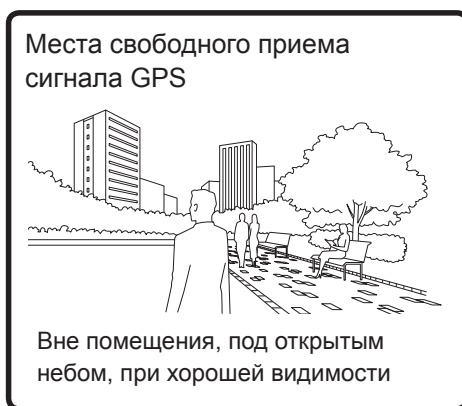 Места свободного приема
сигнала GPS
Вне помещения, под открытым
небом, при хорошей видимости